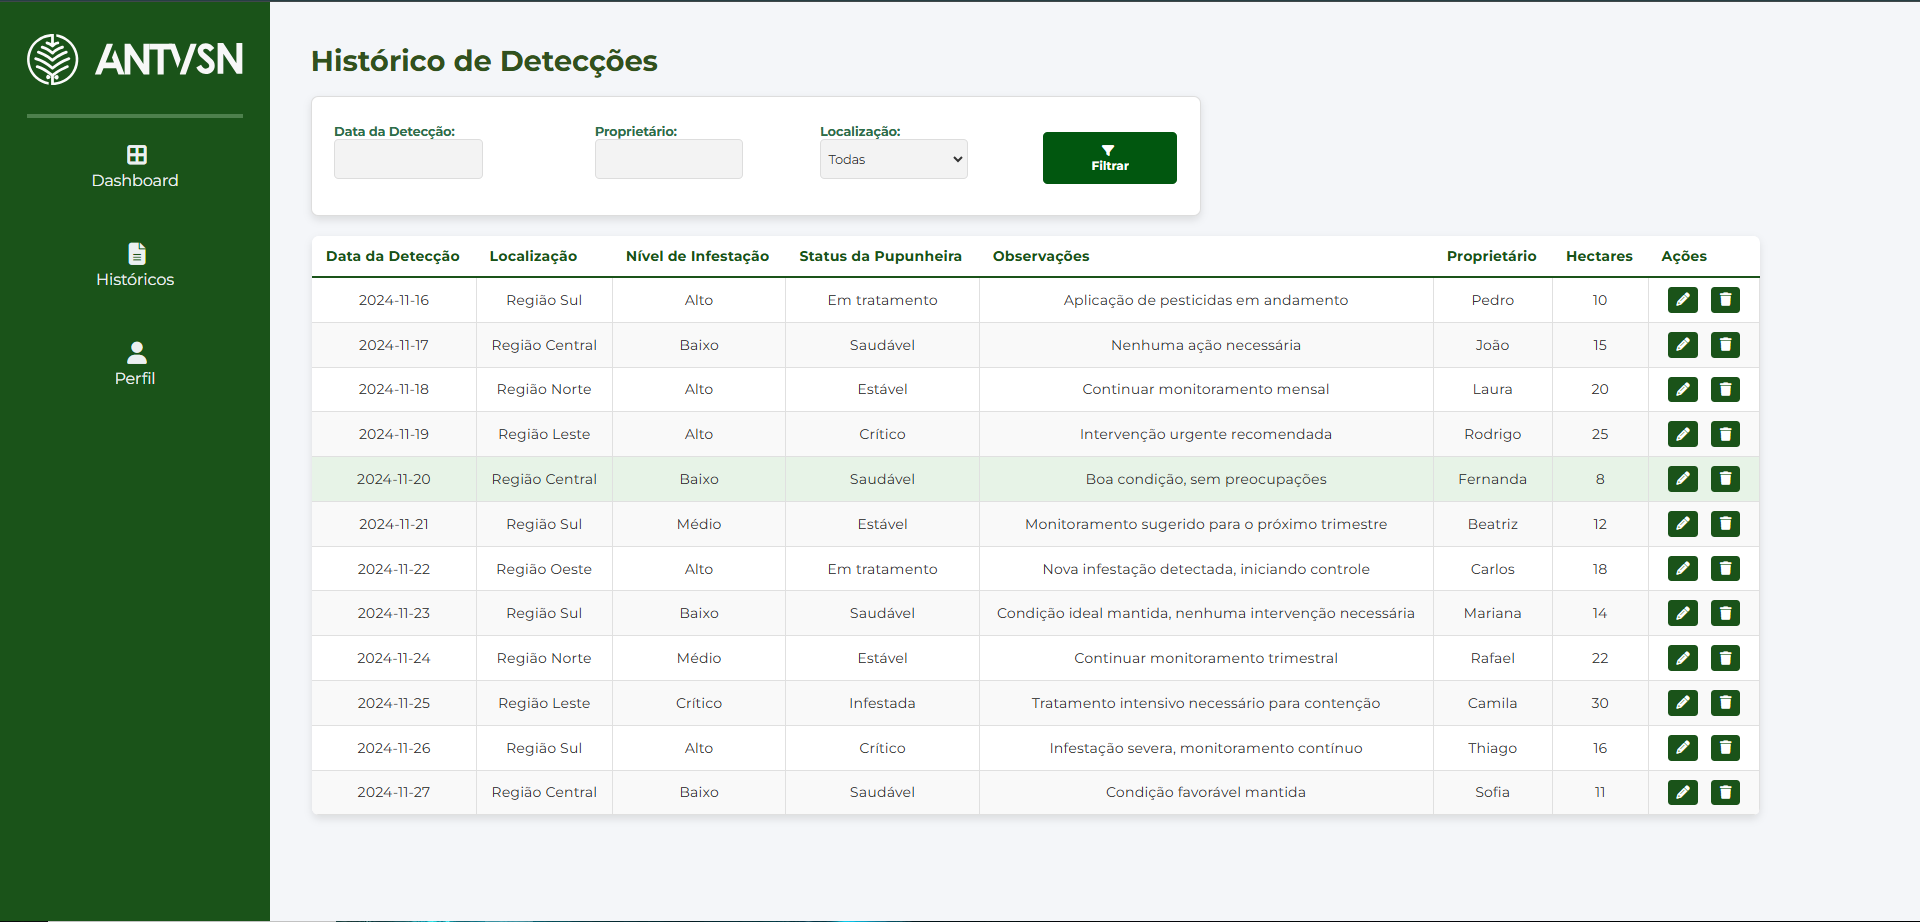 ANTVSN
Dashboard
Históricos
Perfil
Histórico de Detecções
Data da Detecção: Proprietário: Localização:
Todas
Filtrar
Data da Detecção Localização Nível de Infestação Status da Pupunheira Observações Proprietário Hectares Ações
2024-11-16 Região Sul Alto Em tratamento Aplicação de pesticidas em andamento Pedro 10
2024-11-17 Região Central Baixo Saudável Nenhuma ação necessária João 15
2024-11-18 Região Norte Alto Estável Continuar monitoramento mensal Laura 20
2024-11-19 Região Leste Alto Crítico Intervenção urgente recomendada Rodrigo 25
2024-11-20 Região Central Baixo Saudável Boa condição, sem preocupações Fernanda 8
2024-11-21 Região Sul Médio Estável Monitoramento sugerido para o próximo trimestre Beatriz 12
2024-11-22 Região Oeste Alto Em tratamento Nova infestação detectada, iniciando controle Carlos 18
2024-11-23 Região Sul Baixo Saudável Condição ideal mantida, nenhuma intervenção necessária Mariana 14
2024-11-24 Região Norte Médio Estável Continuar monitoramento trimestral Rafael 22
2024-11-25 Região Leste Crítico Infestada Tratamento intensivo necessário para contenção Camila 30
2024-11-26 Região Sul Alto Crítico Infestação severa, monitoramento contínuo Thiago 16
2024-11-27 Região Central Baixo Saudável Condição favorável mantida Sofia 11